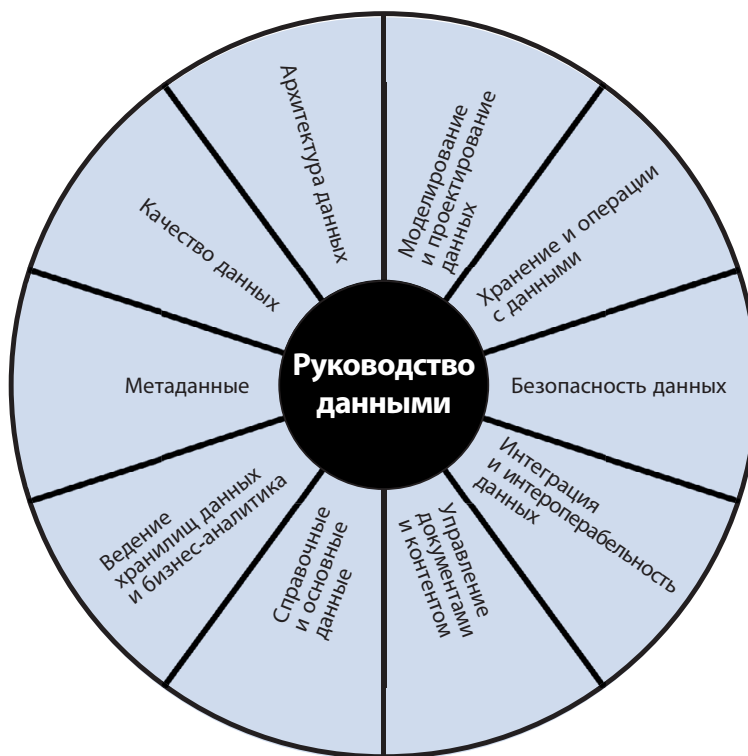 Архитектура данных
Моделирование
и проектирование
данных
Хранение и операции
с данными
Безопасность данных
Интеграция
и интероперабельность
данных
Управление
документами
и контентом
Справочные
и основные
данные
Ведение
хранилищ данных
и бизнес-аналитика
Метаданные
Качество данных
Руководство
данными